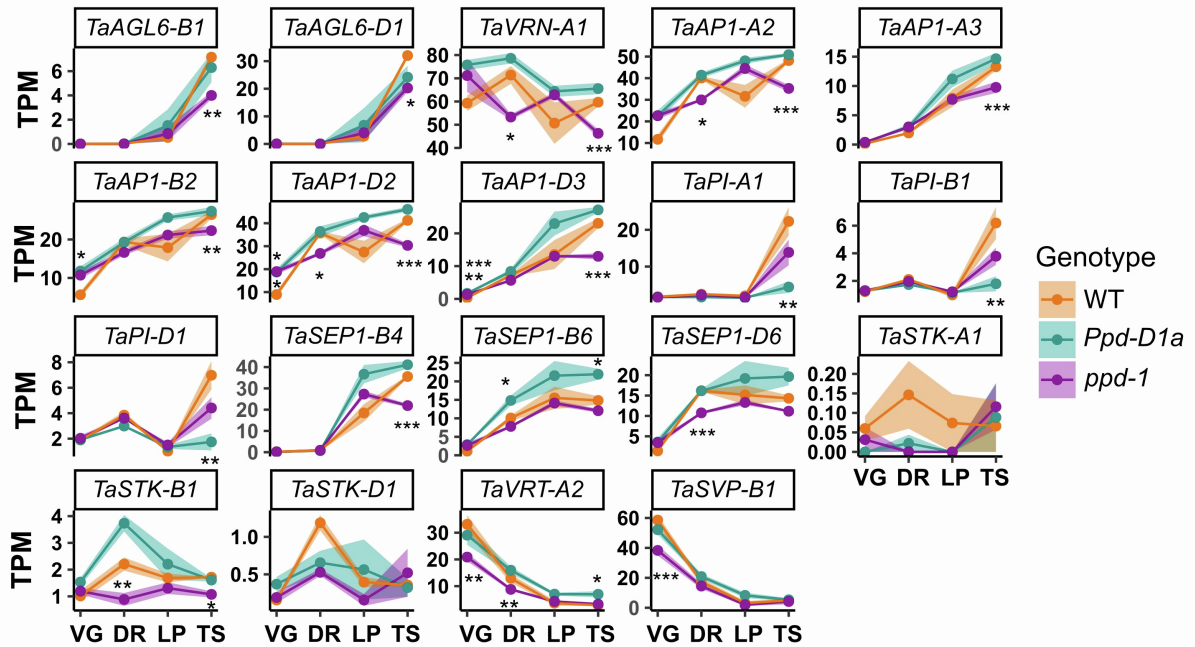 TaAGL6-B1 TaAGL6-D1 TaVRN-A1 TaAP1-A2 TaAP1-A3
TPM
6 4 2 0
30 20 10 0
80 70 60 50 40
50 40 30 20 10
15 10 5 0
** * * *** * *** ***
TaAP1-B2 TaAP1-D2 TaAP1-D3 TaPI-A1 TaPI-B1
TPM
20 10
40 30 20 10
20 10 0
20 10
6 4 2
* ** * * * *** *** ** *** ** **
TaPI-D1 TaSEP1-B4 TaSEP1-B6 TaSEP1-D6 TaSTK-A1
TPM
8 6 4 2
40 30 20 10 0
25 20 15 10 5 0
20 15 10 5
0.20 0.15 0.10 0.05 0.00
** *** * * ***
VG DR LP TS
TaSTK-B1 TaSTK-D1 TaVRT-A2 TaSVP-B1
TPM
4 3 2 1
1.0 0.5
30 20 10
60 40 20 0
** * ** ** * ***
VG DR LP TS VG DR LP TS VG DR LP TS VG DR LP TS
Genotype
WT
Ppd-D1a
ppd-1